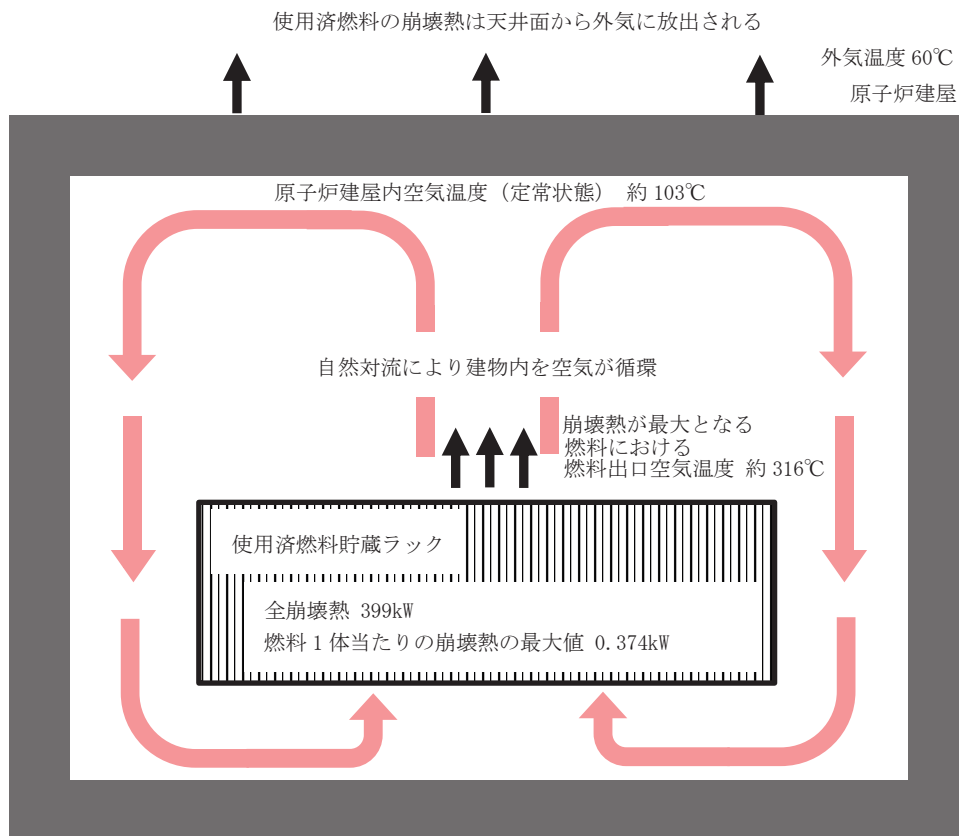 使用済燃料の崩壊熱は天井面から外気に放出される
外気温度 60℃
原子炉建屋
原子炉建屋内空気温度（定常状態） 約 103℃
自然対流により建物内を空気が循環
崩壊熱が最大となる
燃料における
燃料出口空気温度 約 316℃
使用済燃料貯蔵ラック
全崩壊熱 399kW
燃料 1 体当たりの崩壊熱の最大値 0.374kW